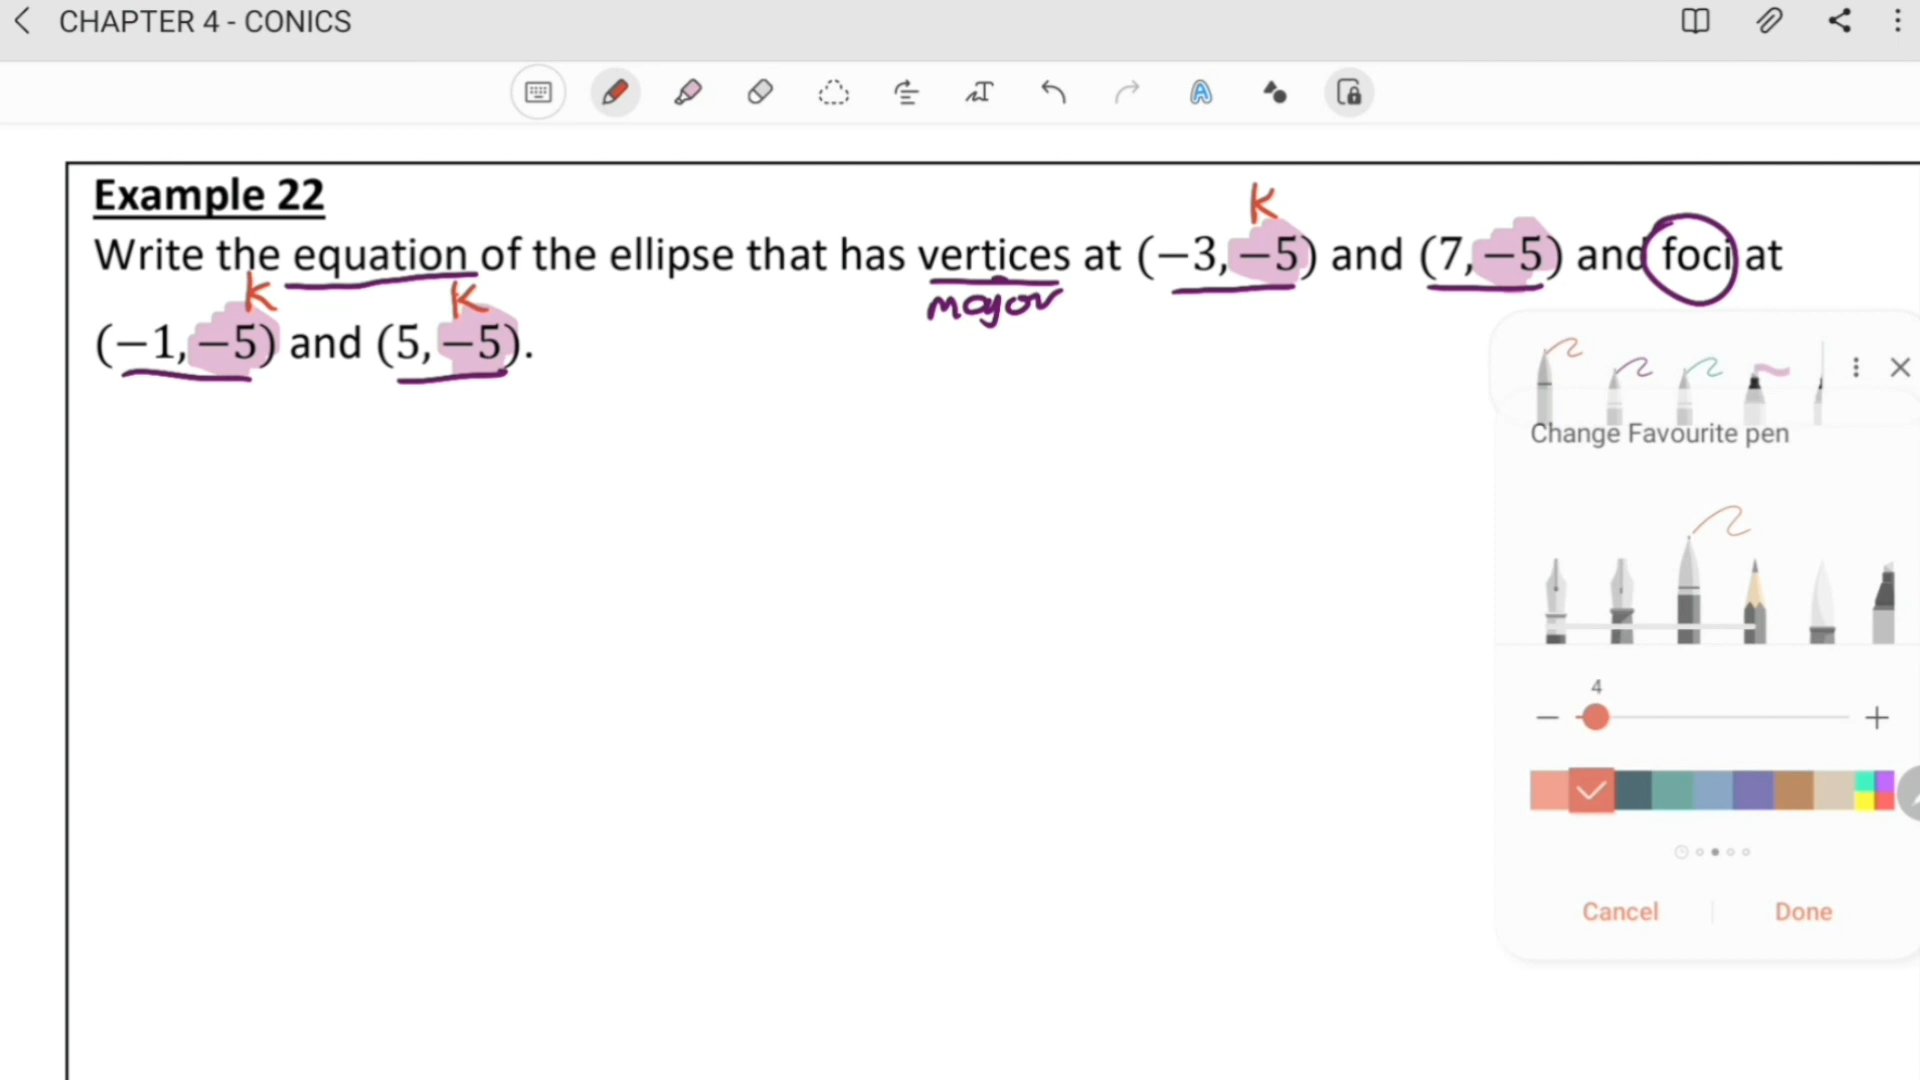 CHAPTER 4 - CONICS
Example 22
K
Write the equation of the ellipse that has vertices at (−3, −5) and (7, −5) and foci at
K K major
(−1, −5) and (5, −5).
Change Favourite pen
4
Cancel Done